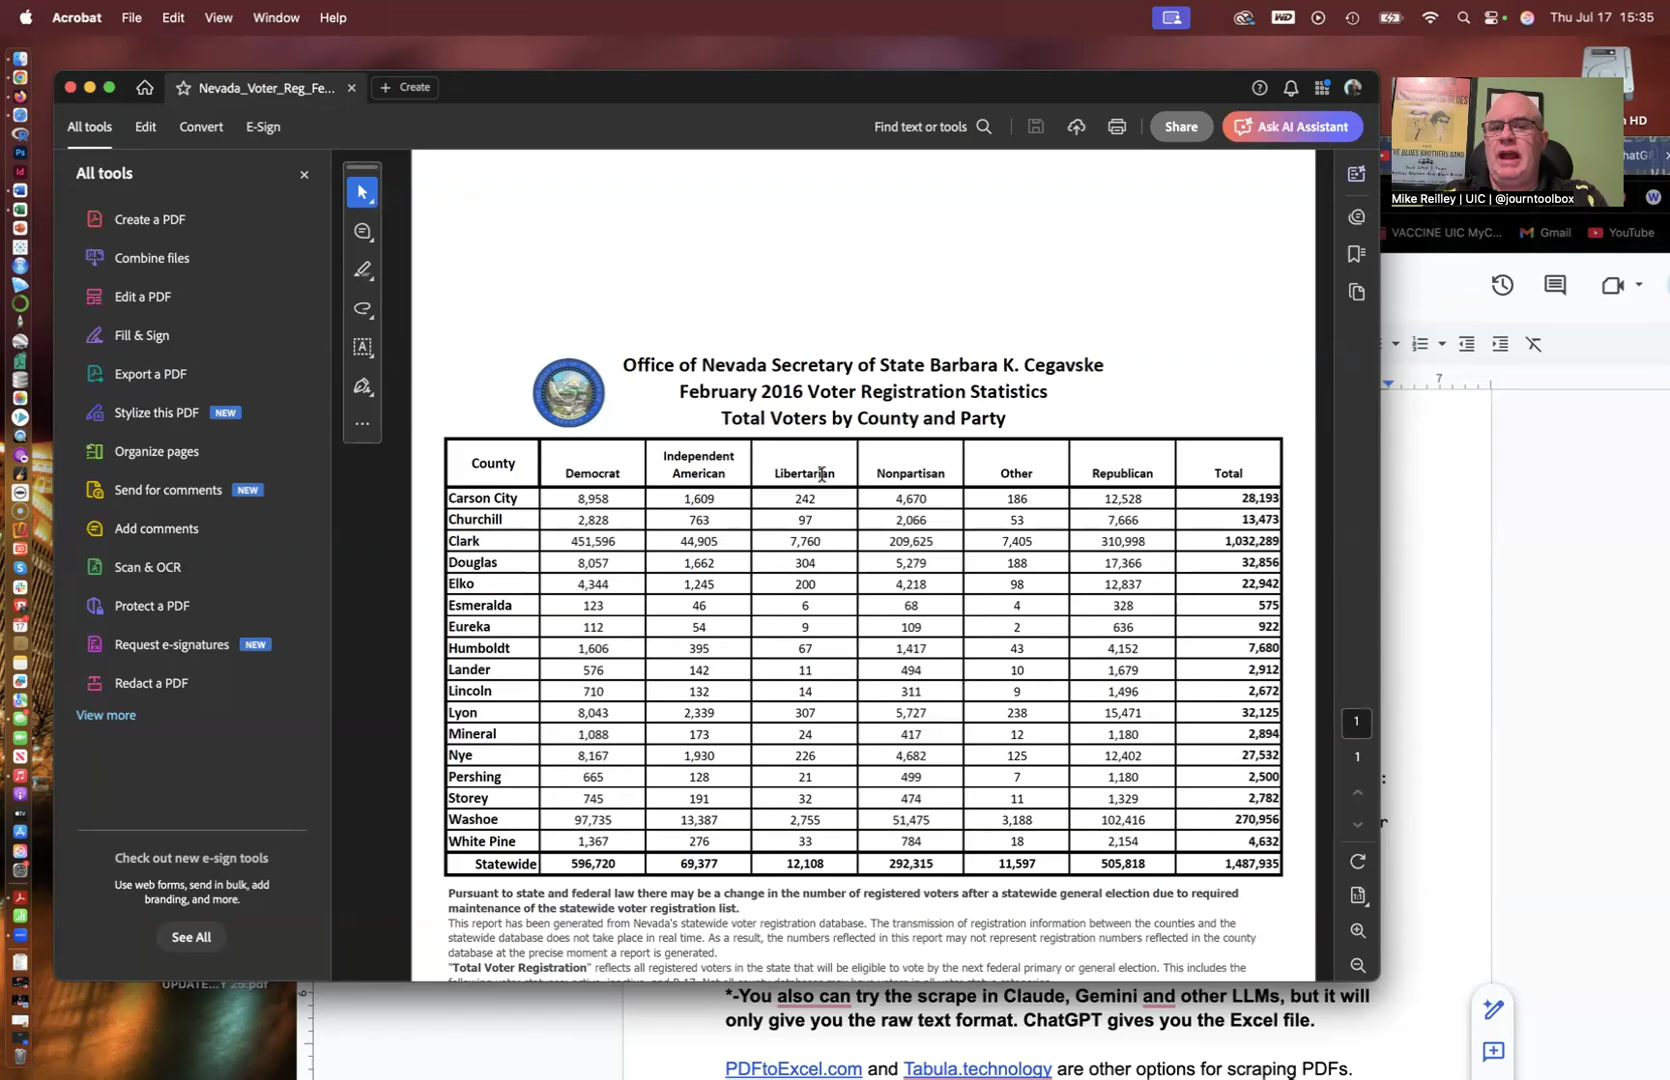 Acrobat File Edit View Window Help
WD
Thu Jul 17 15:35
Nevada_Voter_Reg_Fe...
Create
All tools Edit Convert E-Sign
Find text or tools
Share
Ask AI Assistant
THE BLUES BROTHERS BAND
Mike Reilley | UIC | @journtoolbox
HD
VACCINE UIC MyC...
Gmail
YouTube
All tools
Create a PDF
Combine files
Edit a PDF
Fill & Sign
Export a PDF
Stylize this PDF NEW
Organize pages
Send for comments NEW
Add comments
Scan & OCR
Protect a PDF
Request e-signatures NEW
Redact a PDF
View more
Check out new e-sign tools
Use web forms, send in bulk, add
branding, and more.
See All
Office of Nevada Secretary of State Barbara K. Cegavske
February 2016 Voter Registration Statistics
Total Voters by County and Party
County Democrat Independent American Libertarian Nonpartisan Other Republican Total
Carson City 8,958 1,609 242 4,670 186 12,528 28,193
Churchill 2,828 763 97 2,066 53 7,666 13,473
Clark 451,596 44,905 7,760 209,625 7,405 310,998 1,032,289
Douglas 8,057 1,662 304 5,279 188 17,366 32,856
Elko 4,344 1,245 200 4,218 98 12,837 22,942
Esmeralda 123 46 6 68 4 328 575
Eureka 112 54 9 109 2 636 922
Humboldt 1,606 395 67 1,417 43 4,152 7,680
Lander 576 142 11 494 10 1,679 2,912
Lincoln 710 132 14 311 9 1,496 2,672
Lyon 8,043 2,339 307 5,727 238 15,471 32,125
Mineral 1,088 173 24 417 12 1,180 2,894
Nye 8,167 1,930 226 4,682 125 12,402 27,532
Pershing 665 128 21 499 7 1,180 2,500
Storey 745 191 32 474 11 1,329 2,782
Washoe 97,735 13,387 2,755 51,475 3,188 102,416 270,956
White Pine 1,367 276 33 784 18 2,154 4,632
Statewide 596,720 69,377 12,108 292,315 11,597 505,818 1,487,935
Pursuant to state and federal law there may be a change in the number of registered voters after a statewide general election due to required
maintenance of the statewide voter registration list.
This report has been generated from Nevada's statewide voter registration database. The transmission of registration information between the counties and the
statewide database does not take place in real time. As a result, the numbers reflected in this report may not represent registration numbers reflected in the county
database at the precise moment a report is generated.
"Total Voter Registration" reflects all registered voters in the state that will be eligible to vote by the next federal primary or general election. This includes the
1
1
7
*-You also can try the scrape in Claude, Gemini and other LLMs, but it will
only give you the raw text format. ChatGPT gives you the Excel file.
PDFtoExcel.com and Tabula.technology are other options for scraping PDFs.